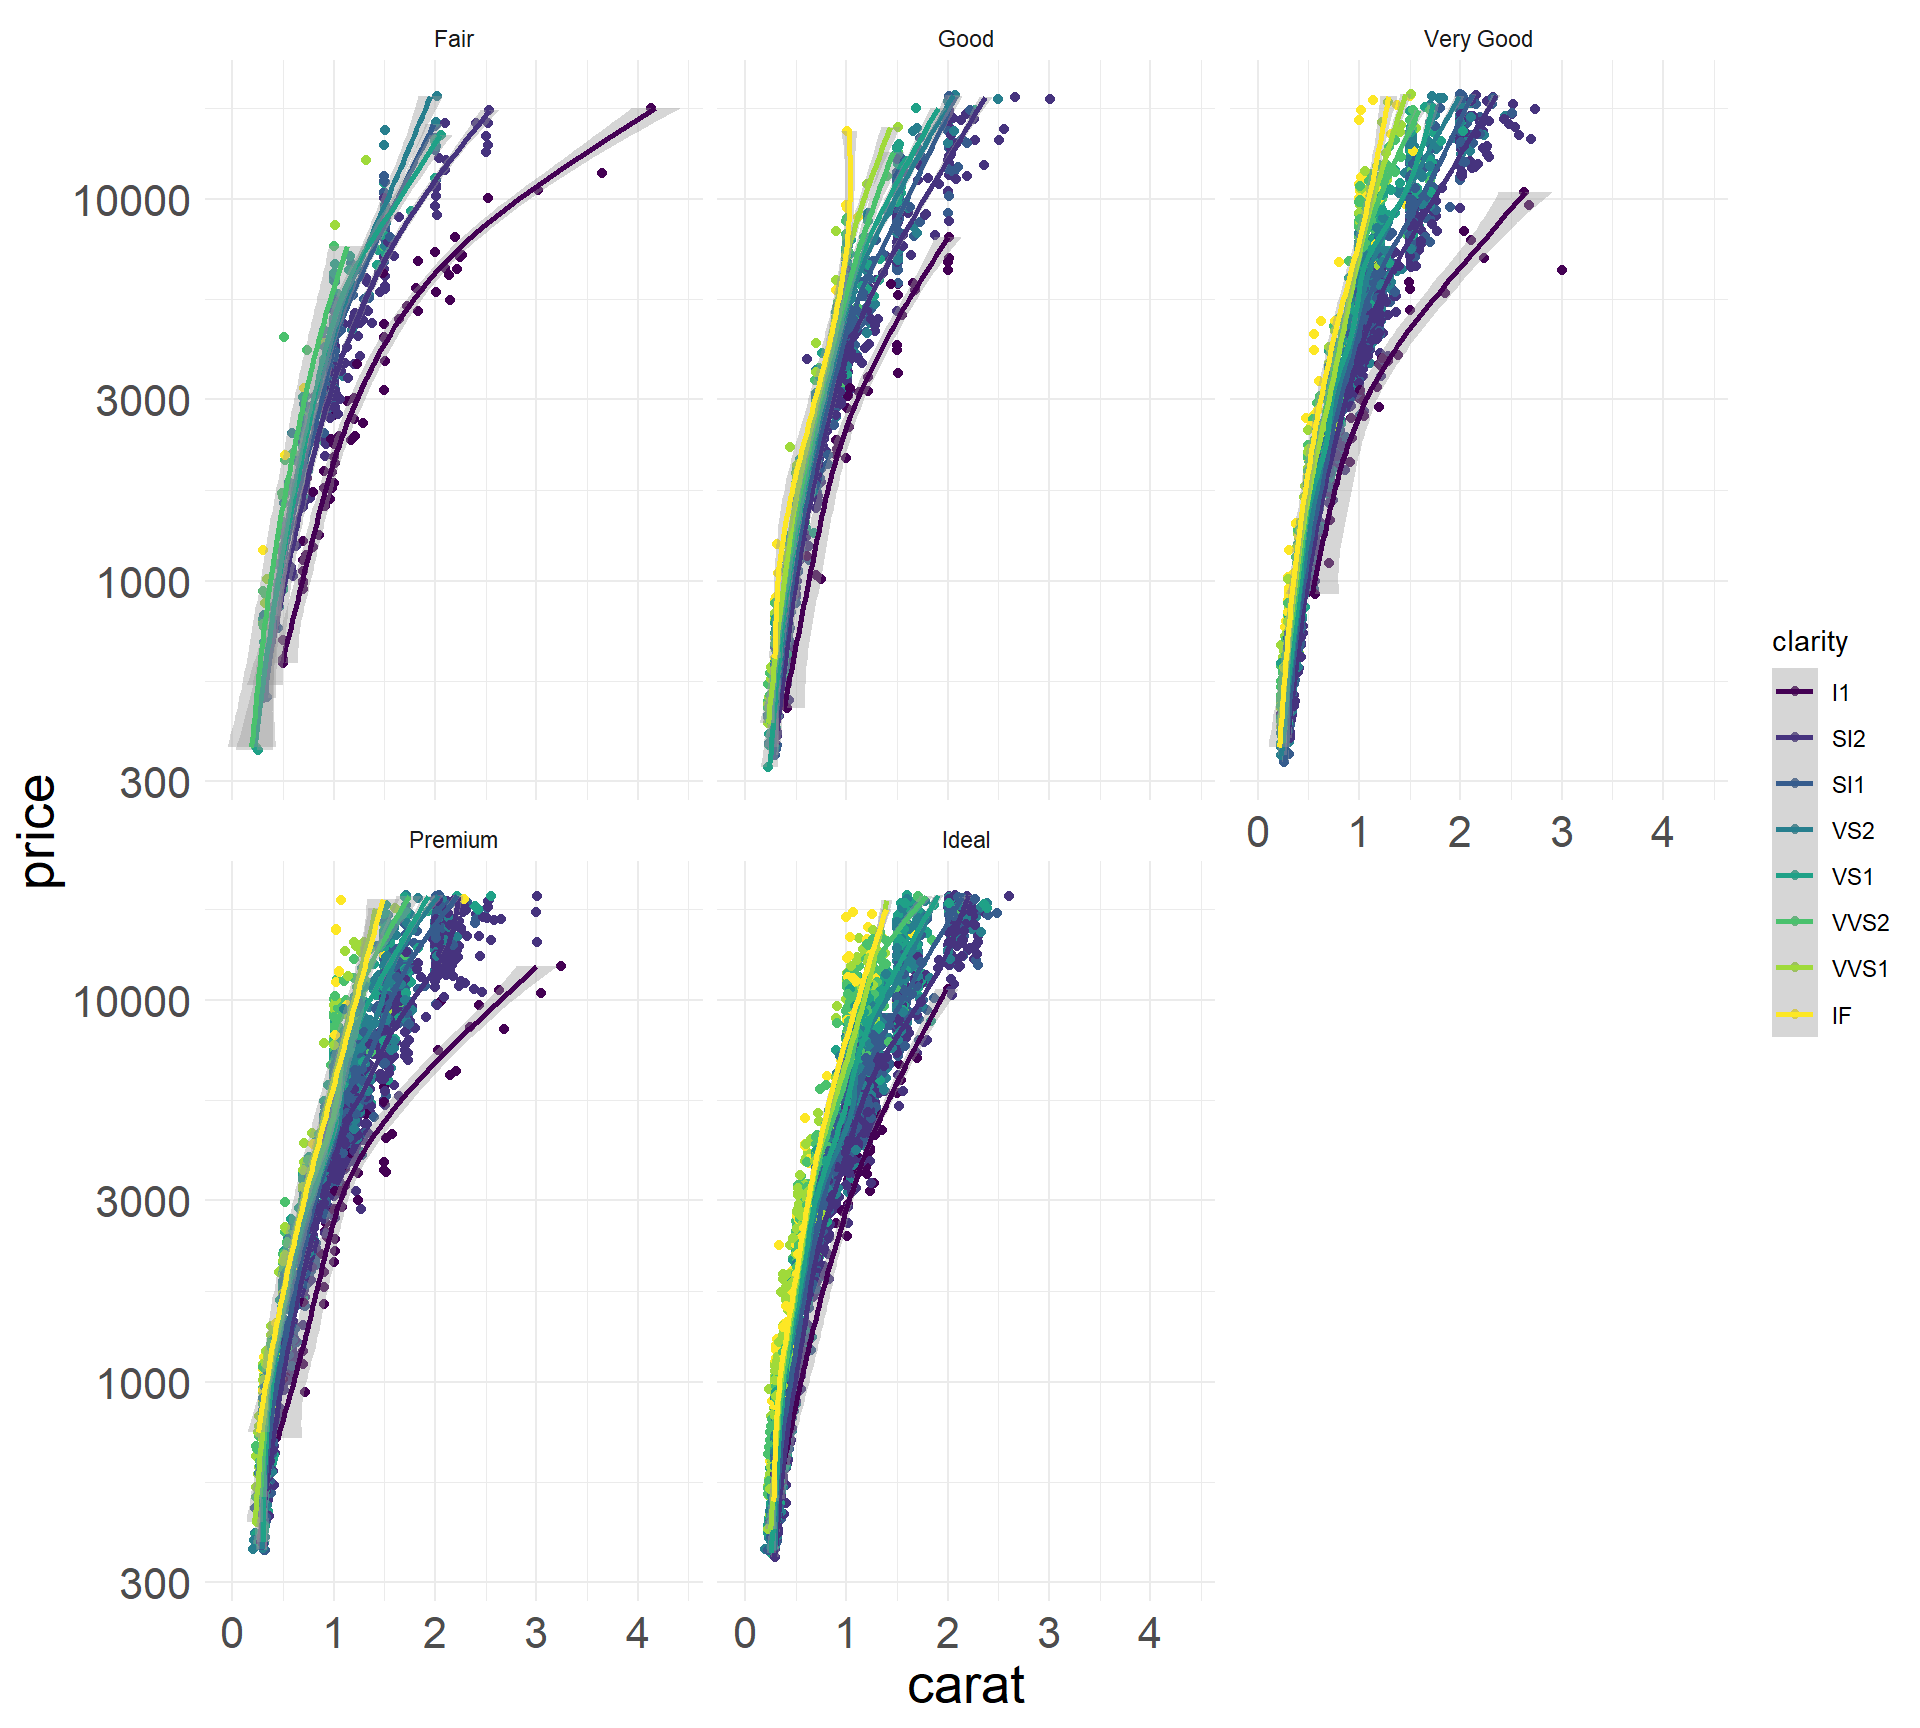 Fair Good Very Good
10000
3000
1000
300
0 1 2 3 4
Premium Ideal
10000
3000
1000
300
0 1 2 3 4 0 1 2 3 4
price
carat
clarity
I1
SI2
SI1
VS2
VS1
VVS2
VVS1
IF